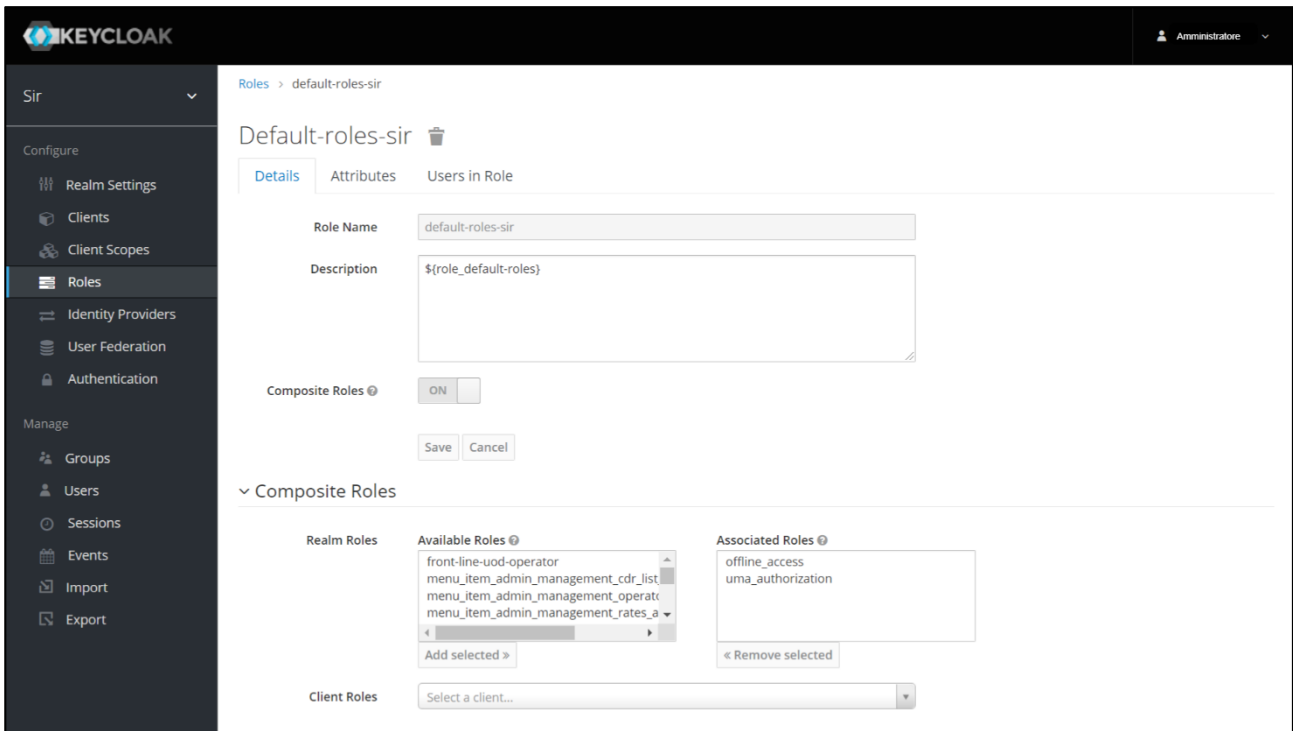 KEYCLOAK
Amministratore
Sir
Roles > default-roles-sir
Default-roles-sir
Configure
Realm Settings
Clients
Client Scopes
Roles
Identity Providers
User Federation
Authentication
Manage
Groups
Users
Sessions
Events
Import
Export
Details Attributes Users in Role
Role Name default-roles-sir
Description ${role_default-roles}
Composite Roles ON
Save Cancel
Composite Roles
Realm Roles
Available Roles
front-line-uod-operator
menu_item_admin_management_cdr_list_
menu_item_admin_management_operato
menu_item_admin_management_rates_a
Add selected »
Associated Roles
offline_access
uma_authorization
« Remove selected
Client Roles Select a client...